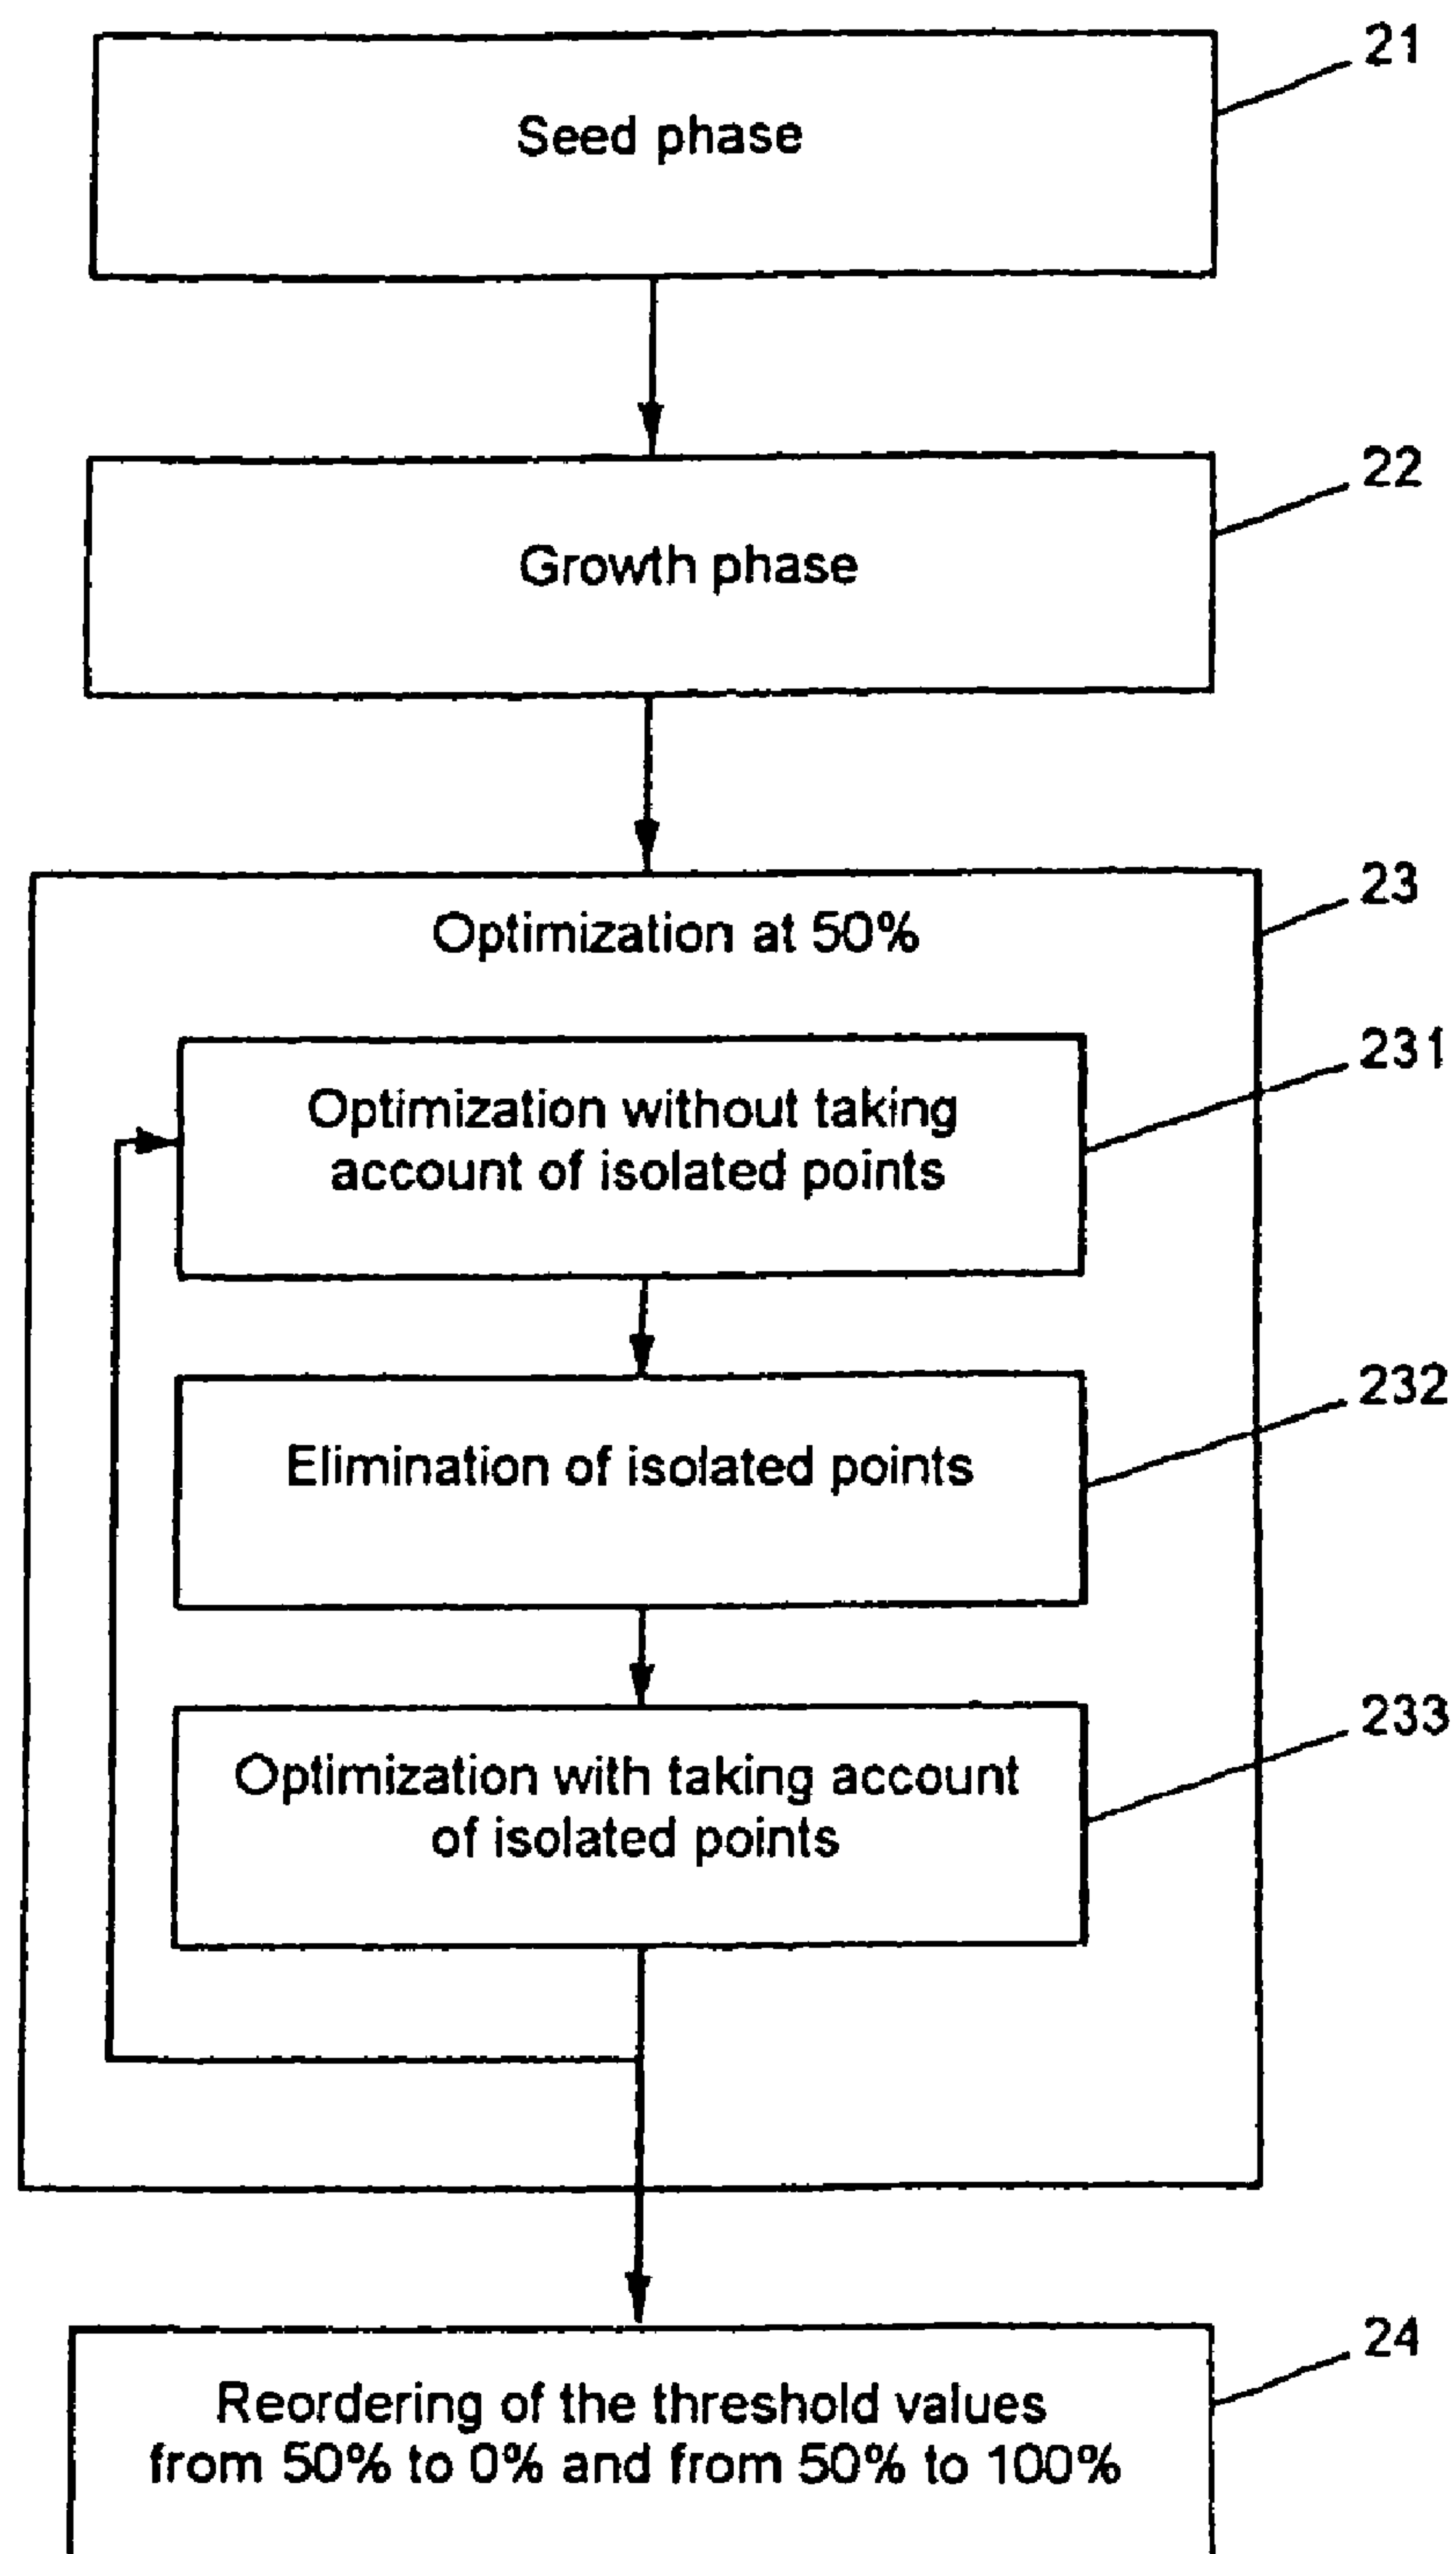 21
Seed phase
22
Growth phase
23
Optimization at 50%
231
Optimization without taking
account of isolated points
232
Elimination of isolated points
233
Optimization with taking account
of isolated points
24
Reordering of the threshold values
from 50% to 0% and from 50% to 100%